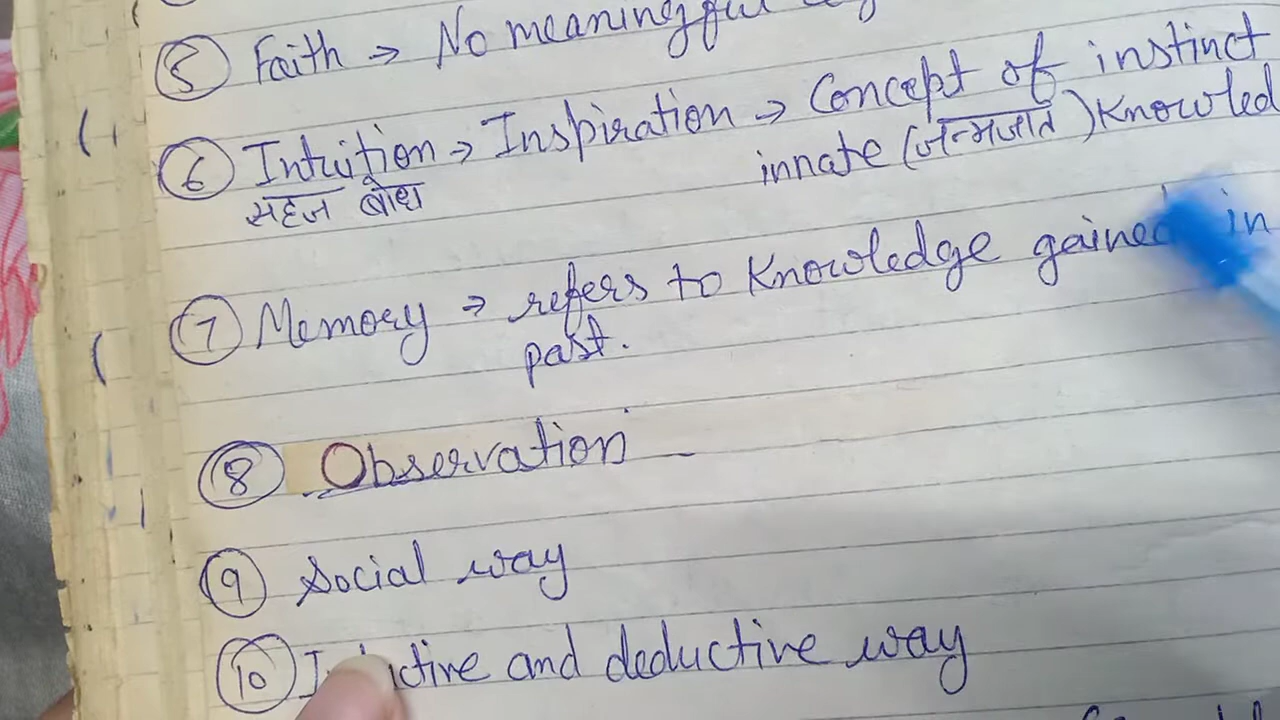 ⑤ Faith → No meaningful
⑥ Intuition → Inspiration → Concept of instinct
सहज बोध innate (जन्मजात) Knowled
⑦ Memory → refers to Knowledge gained in
past.
⑧ Observation -
⑨ Social way
⑩ and deductive way